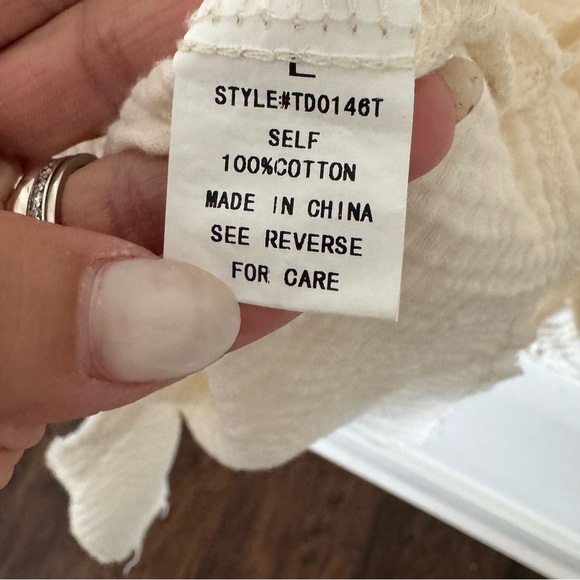 L
STYLE#TD0146T
SELF
100%COTTON
MADE IN CHINA
SEE REVERSE
FOR CARE